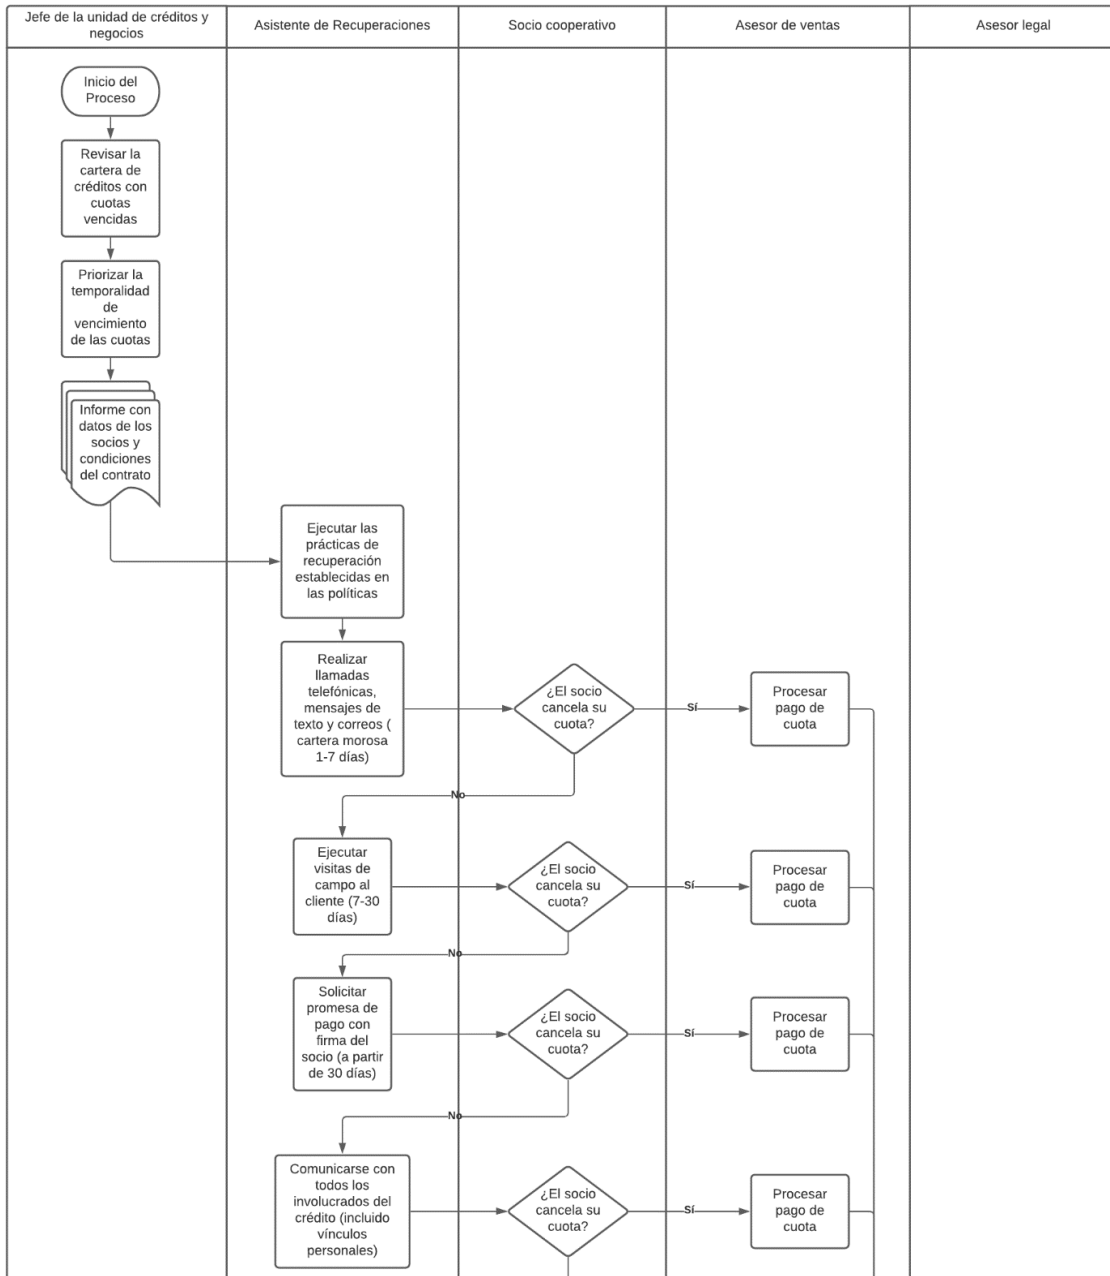 Jefe de la unidad de créditos y
negocios
Asistente de Recuperaciones
Socio cooperativo
Asesor de ventas
Asesor legal
Inicio del
Proceso
Revisar la
cartera de
créditos con
cuotas
vencidas
Priorizar la
temporalidad
de
vencimiento
de las cuotas
Informe con
datos de los
socios y
condiciones
del contrato
Ejecutar las
prácticas de
recuperación
establecidas en
las políticas
Realizar
llamadas
telefónicas,
mensajes de
texto y correos (
cartera morosa
1-7 días)
¿El socio
cancela su
cuota?
Sí
Procesar
pago de
cuota
No
Ejecutar
visitas de
campo al
cliente (7-30
días)
¿El socio
cancela su
cuota?
Sí
Procesar
pago de
cuota
No
Solicitar
promesa de
pago con
firma del
socio (a partir
de 30 días)
¿El socio
cancela su
cuota?
Sí
Procesar
pago de
cuota
No
Comunicarse con
todos los
involucrados del
crédito (incluido
vínculos
personales)
¿El socio
cancela su
cuota?
Sí
Procesar
pago de
cuota